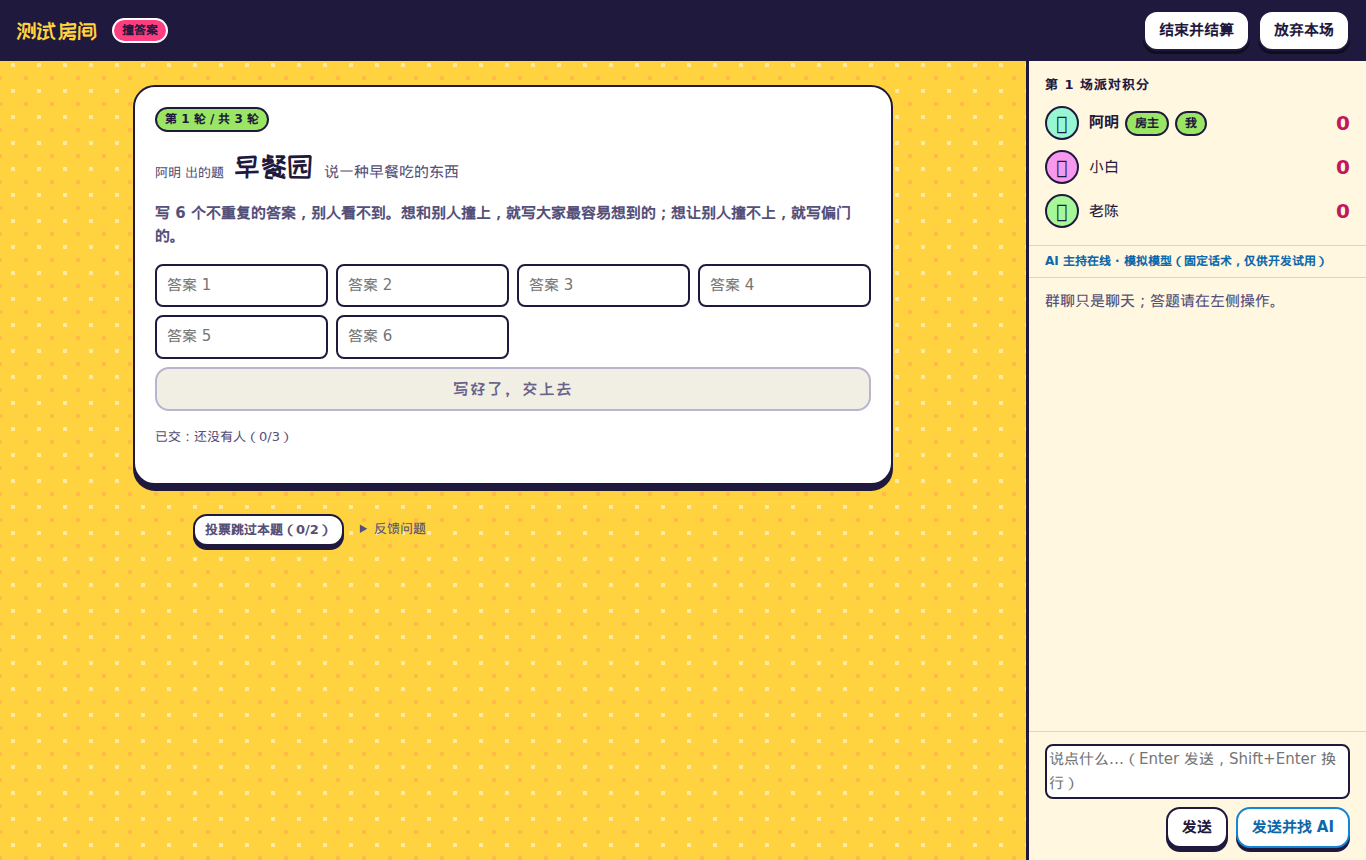 测试房间
撞答案
结束并结算
放弃本场
第 1 轮 / 共 3 轮
阿明 出的题 早餐园 说一种早餐吃的东西
写 6 个不重复的答案，别人看不到。想和别人撞上，就写大家最容易想到的；想让别人撞不上，就写偏门
的。
答案 1
答案 2
答案 3
答案 4
答案 5
答案 6
写好了，交上去
已交：还没有人（0/3）
投票跳过本题（0/2）
▶ 反馈问题
第 1 场派对积分
阿明 房主 我 0
小白 0
老陈 0
AI 主持在线 · 模拟模型（固定话术，仅供开发试用）
群聊只是聊天；答题请在左侧操作。
说点什么…（Enter 发送，Shift+Enter 换
行）
发送
发送并找 AI